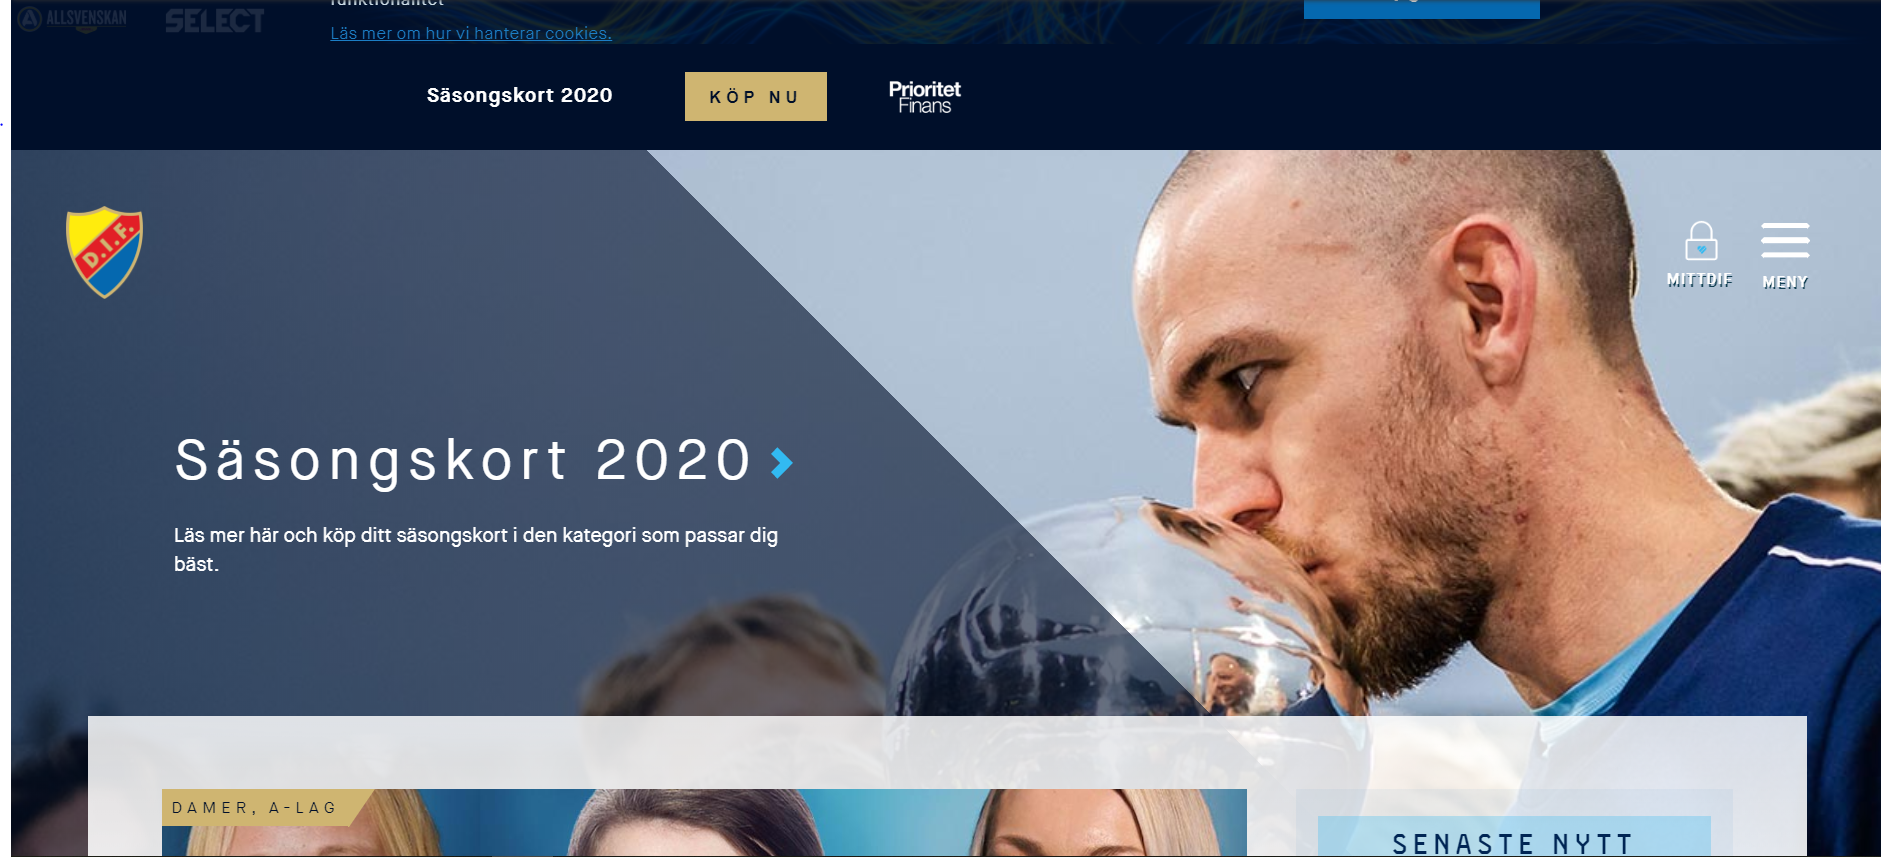 ALLSVENSKAN
SELECT
funktionalitet
Läs mer om hur vi hanterar cookies.
Säsongskort 2020
KÖP NU
Prioritet
Finans
D.I.F.
MITTDIF
MENY
Säsongskort 2020
Läs mer här och köp ditt säsongskort i den kategori som passar dig
bäst.
DAMER, A-LAG
SENASTE NYTT